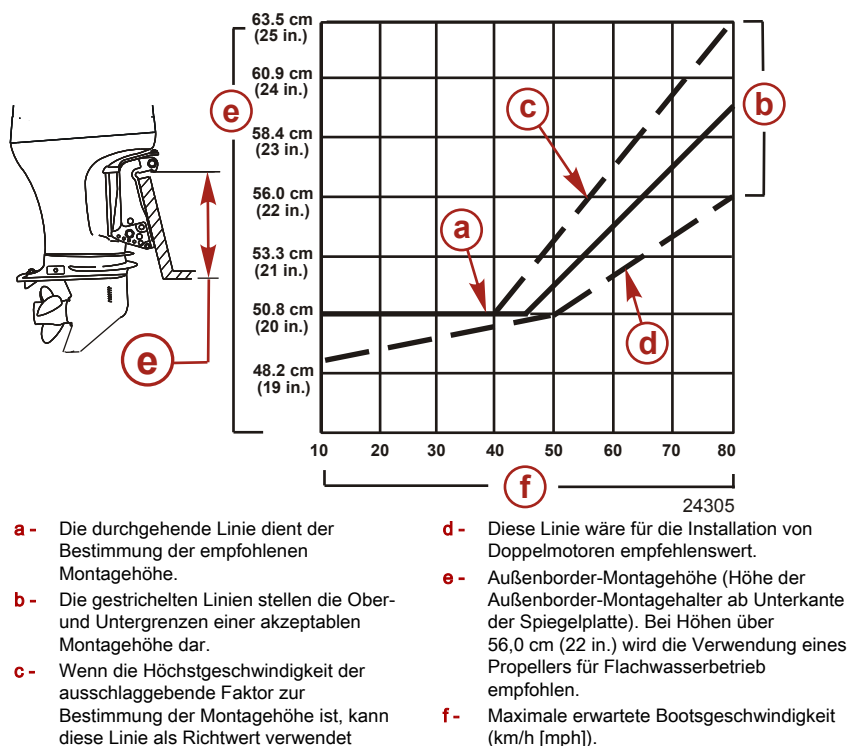 63.5 cm
(25 in.)
60.9 cm
(24 in.)
58.4 cm
(23 in.)
56.0 cm
(22 in.)
53.3 cm
(21 in.)
50.8 cm
(20 in.)
48.2 cm
(19 in.)
e
c
b
a
d
e
10 20 30 40 50 60 70 80
f
24305
a - Die durchgehende Linie dient der
Bestimmung der empfohlenen
Montagehöhe.
b - Die gestrichelten Linien stellen die Ober-
und Untergrenzen einer akzeptablen
Montagehöhe dar.
c - Wenn die Höchstgeschwindigkeit der
ausschlaggebende Faktor zur
Bestimmung der Montagehöhe ist, kann
diese Linie als Richtwert verwendet
d - Diese Linie wäre für die Installation von
Doppelmotoren empfehlenswert.
e - Außenborder-Montagehöhe (Höhe der
Außenborder-Montagehalter ab Unterkante
der Spiegelplatte). Bei Höhen über
56,0 cm (22 in.) wird die Verwendung eines
Propellers für Flachwasserbetrieb
empfohlen.
f - Maximale erwartete Bootsgeschwindigkeit
(km/h [mph]).